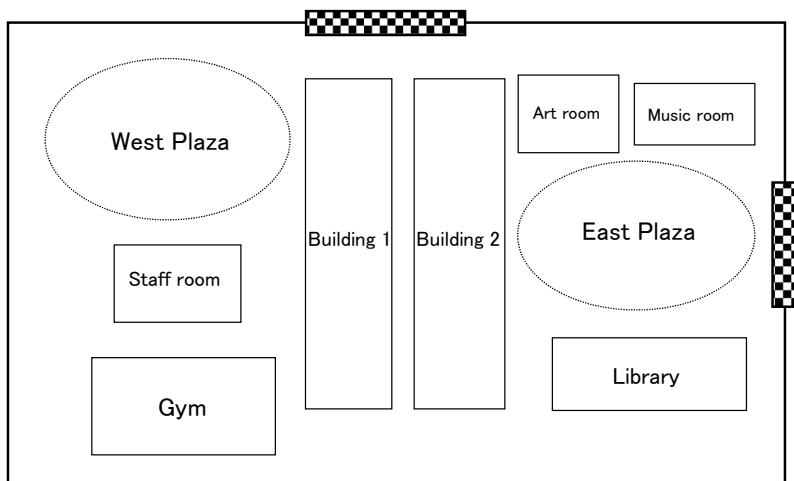 Art room
Music room
West Plaza
East Plaza
Building 1
Building 2
Staff room
Library
Gym